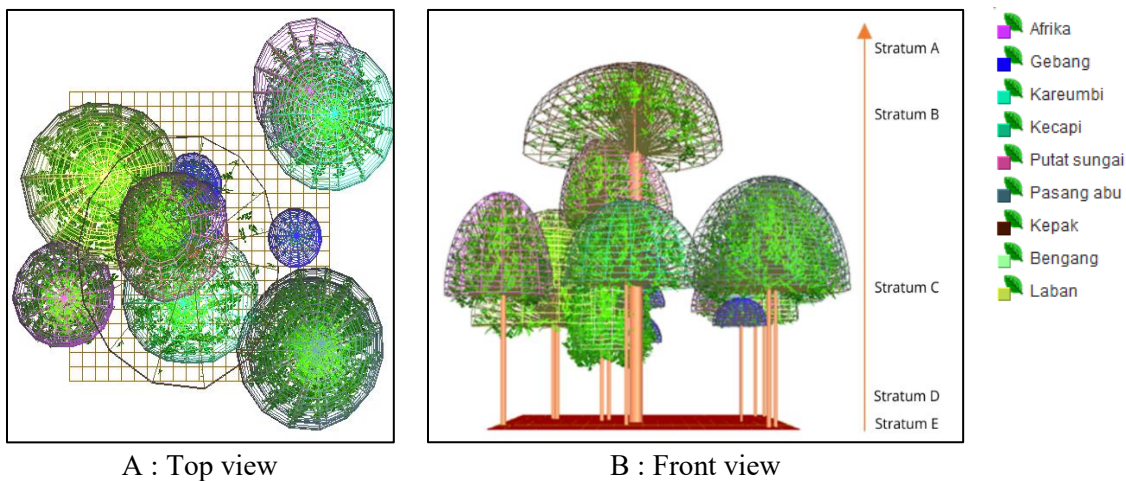 Stratum A
Stratum B
Stratum C
Stratum D
Stratum E
Afrika
Gebang
Kareumbi
Kecapi
Putat sungai
Pasang abu
Kepak
Bengang
Laban
A : Top view
B : Front view